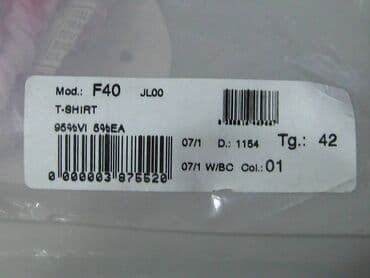 Mod.: F40 JL00
T-SHIRT
95%VI 5%EA
07/1 D.: 1154 Tg.: 42
07/1 W/BC Col.: 01
0 000003 876520